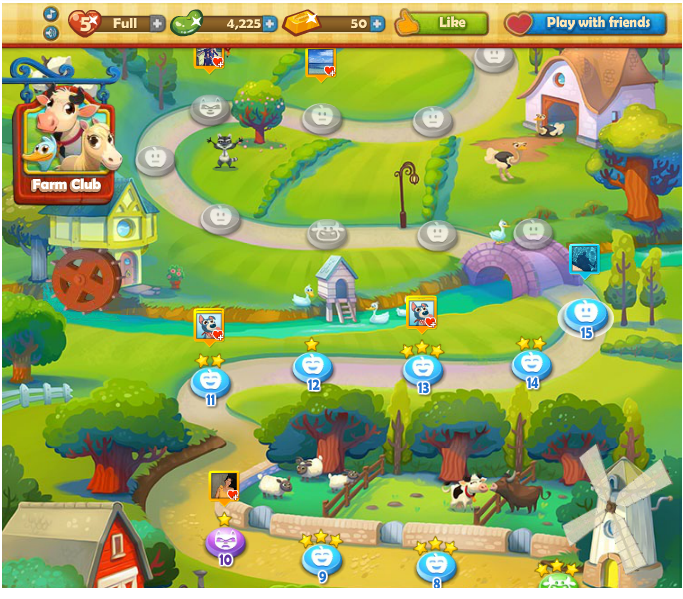 5 Full + 4,225 + 50 + Like Play with friends
Farm Club
15
11 12 13 14
10 9 8